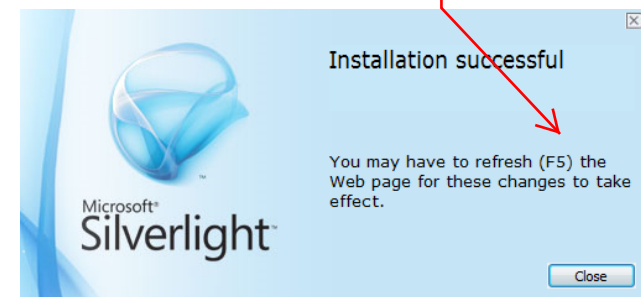 Installation successful
You may have to refresh (F5) the
Web page for these changes to take
effect.
Microsoft®
Silverlight™
Close